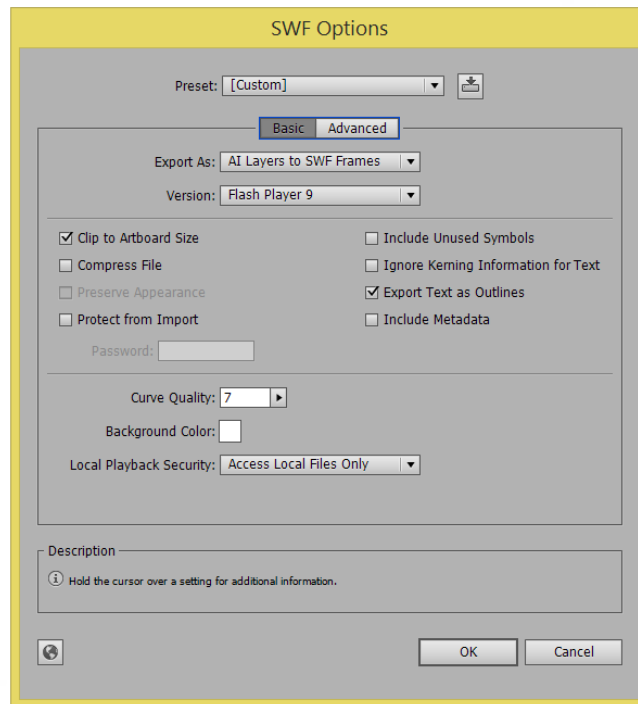 SWF Options
Preset: [Custom]
Basic Advanced
Export As: AI Layers to SWF Frames
Version: Flash Player 9
Clip to Artboard Size
Include Unused Symbols
Compress File
Ignore Kerning Information for Text
Preserve Appearance
Export Text as Outlines
Protect from Import
Include Metadata
Password:
Curve Quality: 7
Background Color:
Local Playback Security: Access Local Files Only
Description
Hold the cursor over a setting for additional information.
OK Cancel